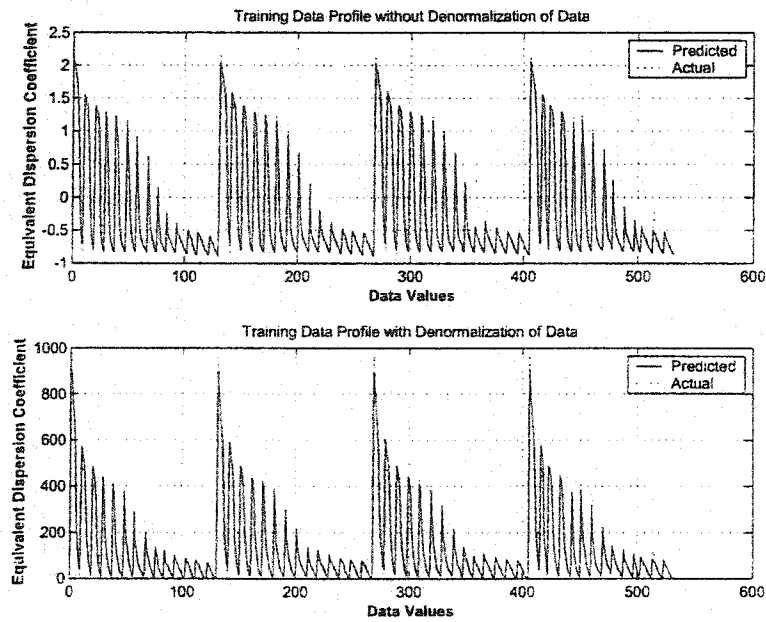 Training Data Profile without Denormalization of Data
Equivalent Dispersion Coefficient
2.5
2
1.5
1
0.5
0
-0.5
-1
Predicted
Actual
0 100 200 300 400 500 600
Data Values
Training Data Profile with Denormalization of Data
Equivalent Dispersion Coefficient
1000
800
600
400
200
0
Predicted
Actual
0 100 200 300 400 500 600
Data Values